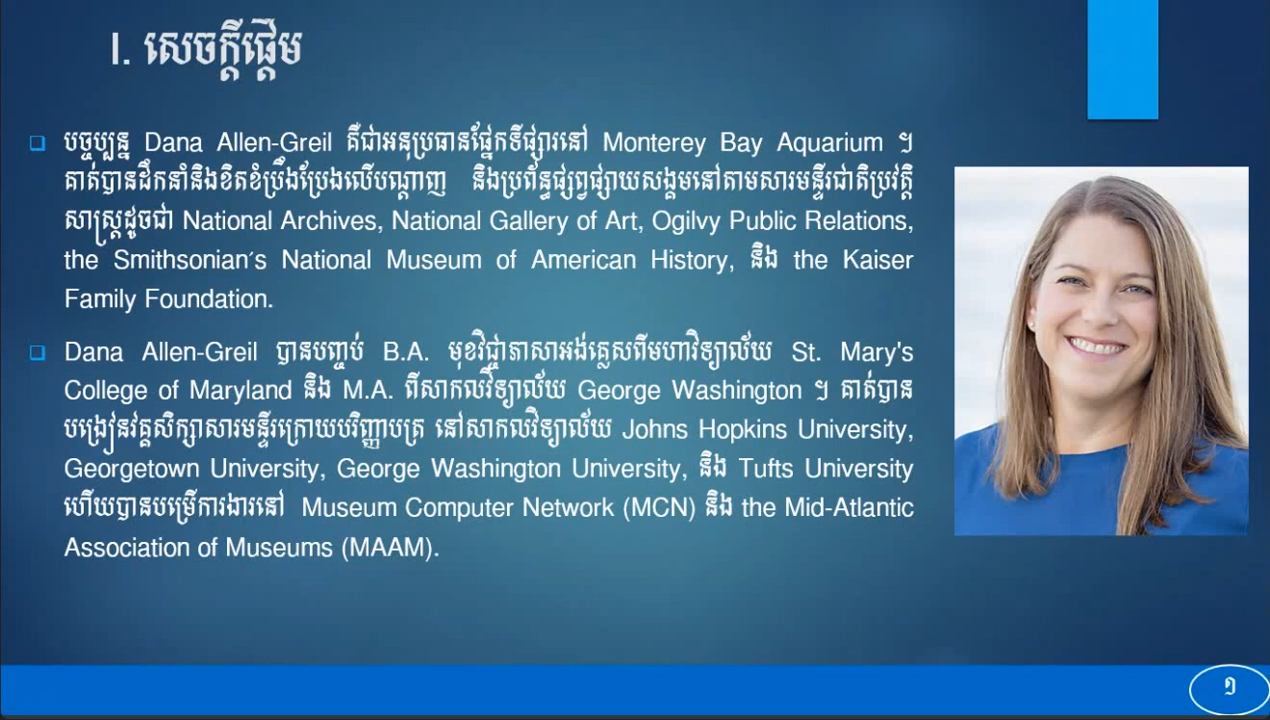 I. សេចក្តីផ្តើម
បច្ចុប្បន្ន Dana Allen-Greil គឺជាអនុប្រធានផ្នែកទីផ្សារនៅ Monterey Bay Aquarium ។
គាត់បានដឹកនាំនិងខិតខំប្រឹងប្រែងលើបណ្តាញ និងប្រព័ន្ធផ្សព្វផ្សាយសង្គមនៅតាមសារមន្ទីរជាតិប្រវត្តិ
សាស្ត្រដូចជា National Archives, National Gallery of Art, Ogilvy Public Relations,
the Smithsonian´s National Museum of American History, និង the Kaiser
Family Foundation.
Dana Allen-Greil បានបញ្ចប់ B.A. មុខវិជ្ជាភាសាអង់គ្លេសពីមហាវិទ្យាល័យ St. Mary's
College of Maryland និង M.A. ពីសាកលវិទ្យាល័យ George Washington ។ គាត់បាន
បង្រៀនវគ្គសិក្សាសារមន្ទីរក្រោយបរិញ្ញាបត្រ នៅសាកលវិទ្យាល័យ Johns Hopkins University,
Georgetown University, George Washington University, និង Tufts University
ហើយបានបម្រើការងារនៅ Museum Computer Network (MCN) និង the Mid-Atlantic
Association of Museums (MAAM).
១